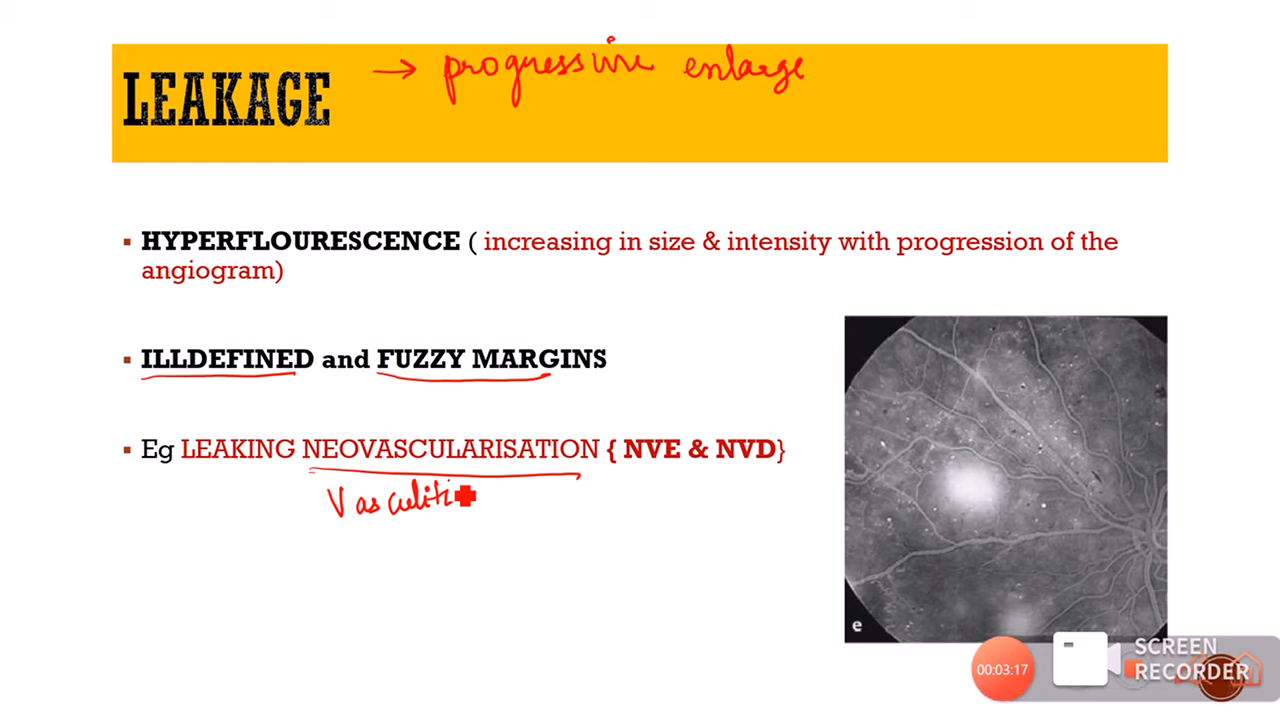 → progressive enlarge
LEAKAGE
▪ HYPERFLOURESCENCE ( increasing in size & intensity with progression of the
angiogram)
▪ ILLDEFINED and FUZZY MARGINS
▪ Eg LEAKING NEOVASCULARISATION { NVE & NVD}
Vasculiti
e
00:03:17
SCREEN
RECORDER